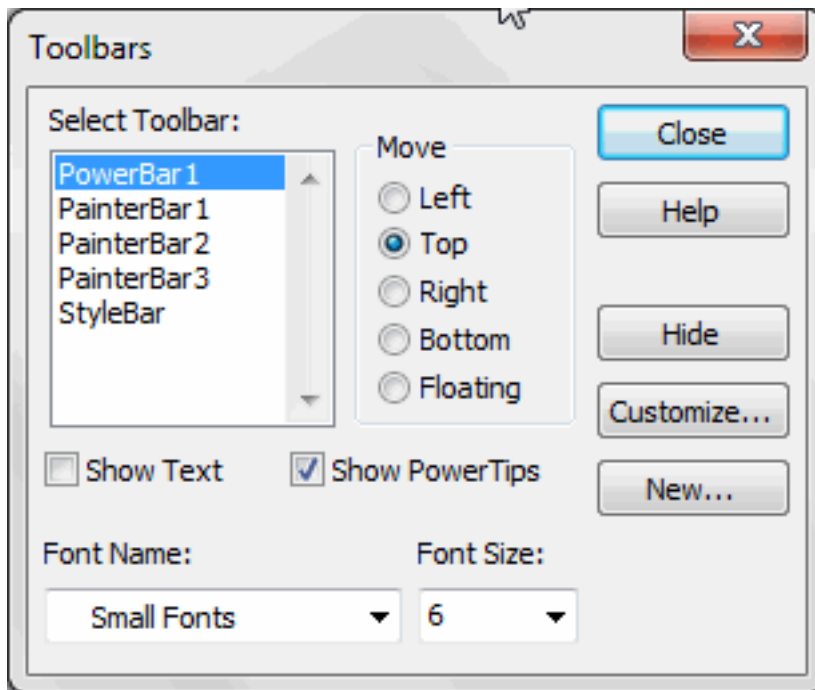 Toolbars
Select Toolbar:
PowerBar1
PainterBar1
PainterBar2
PainterBar3
StyleBar
Move
Left
Top
Right
Bottom
Floating
Close
Help
Hide
Customize...
New...
Show Text
Show PowerTips
Font Name:
Small Fonts
Font Size:
6